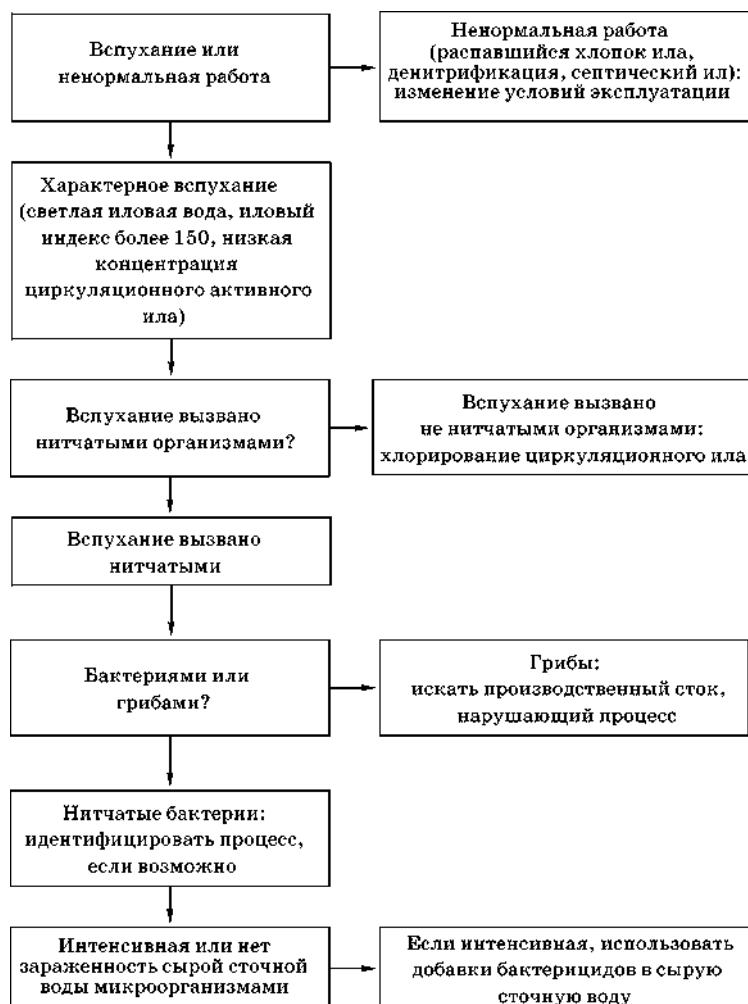 Вспухание или
ненормальная работа
Ненормальная работа
(распавшийся хлопок ила,
денитрификация, септический ил):
изменение условий эксплуатации
Характерное вспухание
(светлая иловая вода, иловый
индекс более 150, низкая
концентрация
циркуляционного активного
ила)
Вспухание вызвано
нитчатыми организмами?
Вспухание вызвано
не нитчатыми организмами:
хлорирование циркуляционного ила
Вспухание вызвано
нитчатыми
Бактериями или
грибами?
Грибы:
искать производственный сток,
нарушающий процесс
Нитчатые бактерии:
идентифицировать процесс,
если возможно
Интенсивная или нет
зараженность сырой сточной
воды микроорганизмами
Если интенсивная, использовать
добавки бактерицидов в сырую
сточную воду